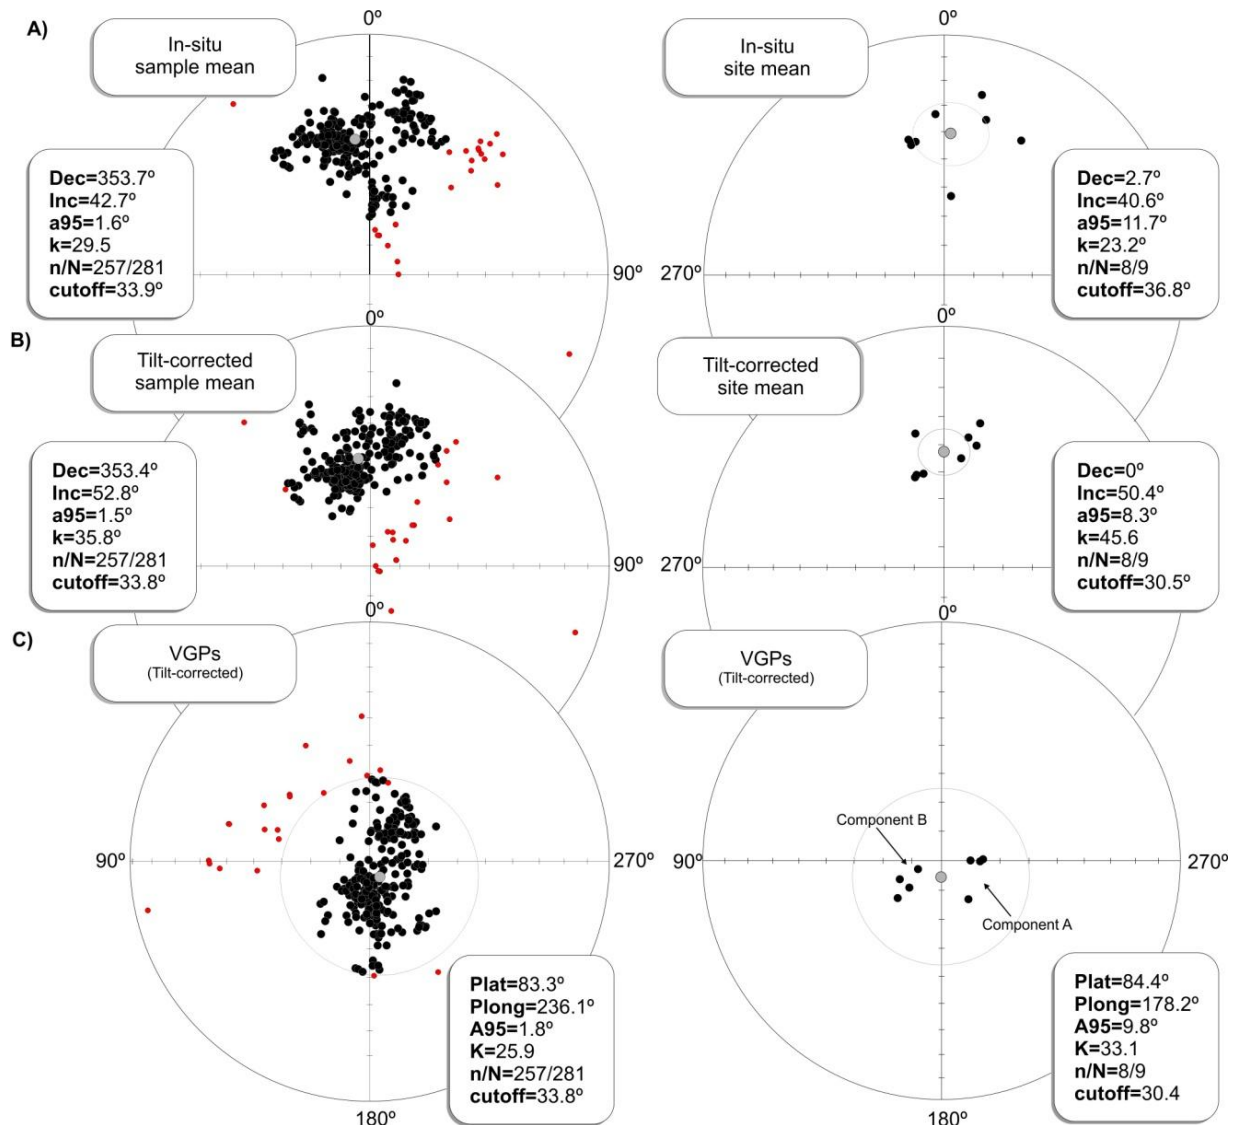 A)
0º
In-situ
sample mean
Dec=353.7º
Inc=42.7º
a95=1.6º
k=29.5
n/N=257/281
cutoff=33.9º
90º
0º
In-situ
site mean
270º
Dec=2.7º
Inc=40.6º
a95=11.7º
k=23.2º
n/N=8/9
cutoff=36.8º
B)
0º
Tilt-corrected
sample mean
Dec=353.4º
Inc=52.8º
a95=1.5º
k=35.8º
n/N=257/281
cutoff=33.8º
90º
0º
Tilt-corrected
site mean
270º
Dec=0º
Inc=50.4º
a95=8.3º
k=45.6
n/N=8/9
cutoff=30.5º
C)
0º
VGPs
(Tilt-corrected)
90º
270º
Plat=83.3º
Plong=236.1º
A95=1.8º
K=25.9
n/N=257/281
cutoff=33.8º
180º
0º
VGPs
(Tilt-corrected)
Component B
90º
270º
Component A
Plat=84.4º
Plong=178.2º
A95=9.8º
K=33.1
n/N=8/9
cutoff=30.4
180º